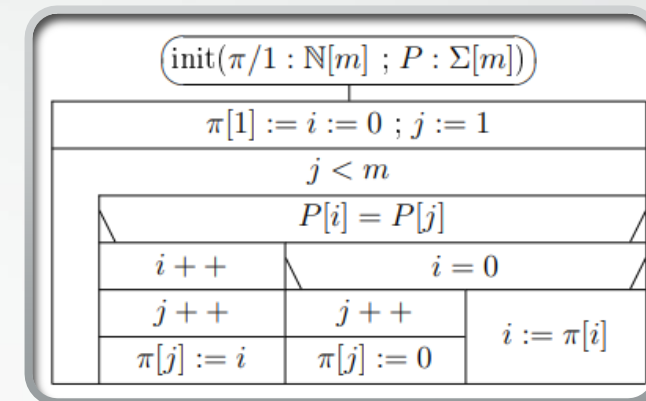 init(π/1 : ℕ[m] ; P : Σ[m])
π[1] := i := 0 ; j := 1
j < m
P[i] = P[j]
i + + i = 0
j + + j + + i := π[i]
π[j] := i π[j] := 0